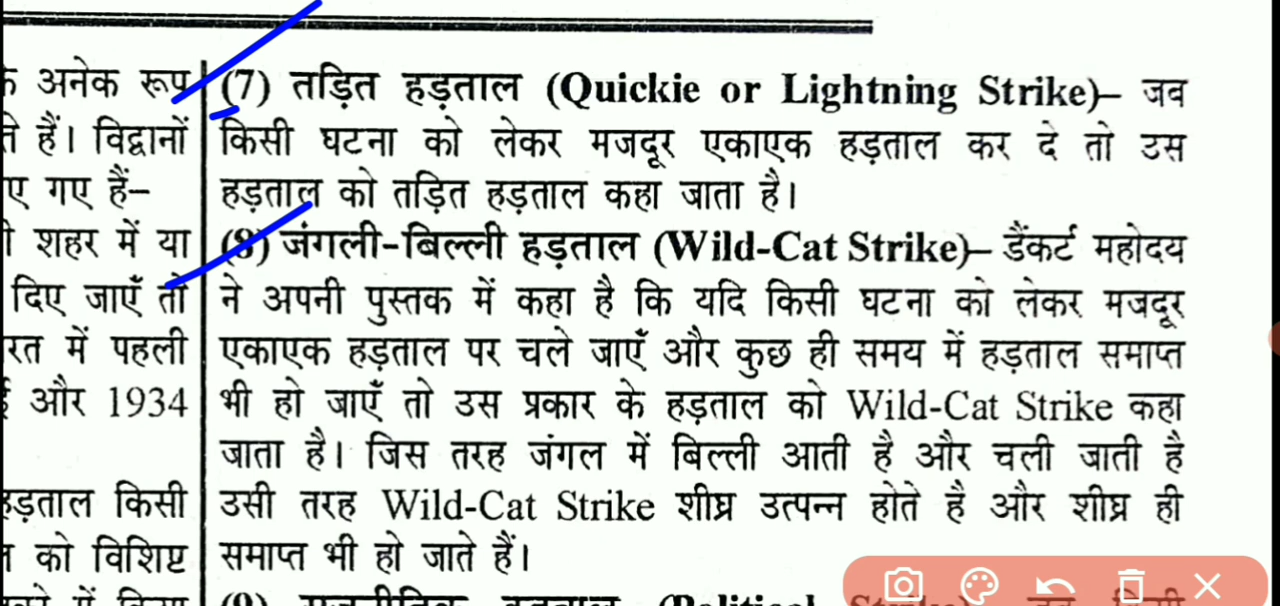 अनेक रूप
हैं। विद्वानों
गए हैं–
शहर में या
दिए जाएँ तो
में पहली
और 1934
हड़ताल किसी
को विशिष्ट
(7) तड़ित हड़ताल (Quickie or Lightning Strike)– जब
किसी घटना को लेकर मजदूर एकाएक हड़ताल कर दे तो उस
हड़ताल को तड़ित हड़ताल कहा जाता है।
(8) जंगली-बिल्ली हड़ताल (Wild-Cat Strike)– डैंकर्ट महोदय
ने अपनी पुस्तक में कहा है कि यदि किसी घटना को लेकर मजदूर
एकाएक हड़ताल पर चले जाएँ और कुछ ही समय में हड़ताल समाप्त
भी हो जाएँ तो उस प्रकार के हड़ताल को Wild-Cat Strike कहा
जाता है। जिस तरह जंगल में बिल्ली आती है और चली जाती है
उसी तरह Wild-Cat Strike शीघ्र उत्पन्न होते है और शीघ्र ही
समाप्त भी हो जाते हैं।